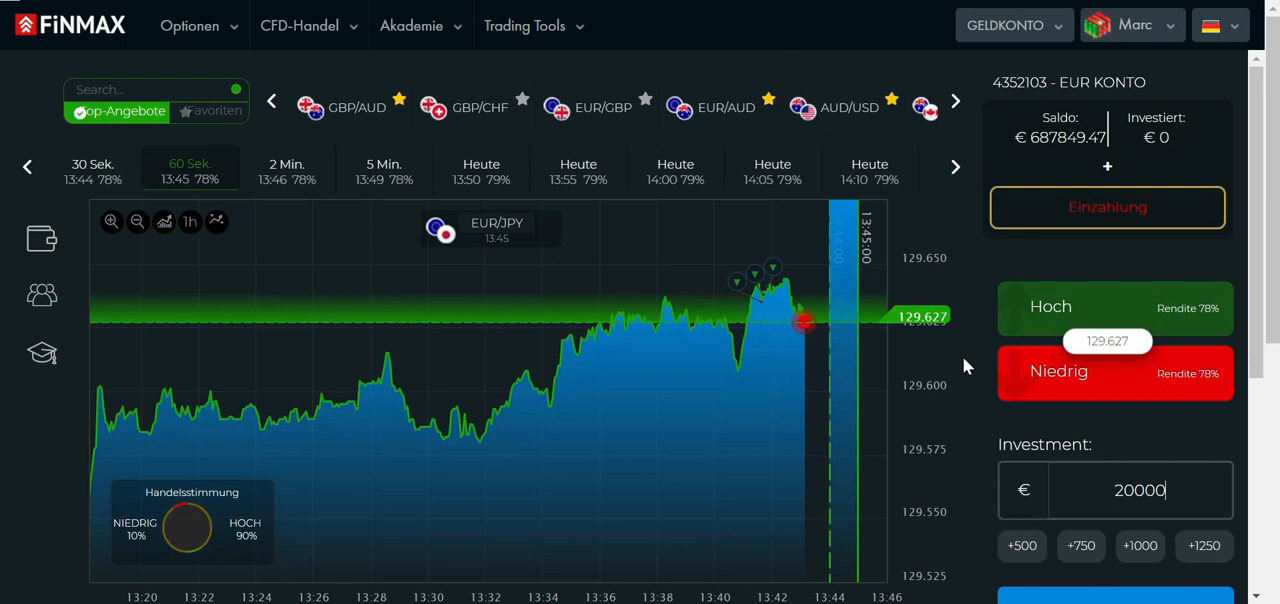 FiNMAX
Optionen
CFD-Handel
Akademie
Trading Tools
GELDKONTO
Marc
Search...
Top-Angebote
Favoriten
GBP/AUD
GBP/CHF
EUR/GBP
EUR/AUD
AUD/USD
30 Sek.
13:44 78%
60 Sek.
13:45 78%
2 Min.
13:46 78%
5 Min.
13:49 78%
Heute
13:50 79%
Heute
13:55 79%
Heute
14:00 79%
Heute
14:05 79%
Heute
14:10 79%
4352103 - EUR KONTO
Saldo:
€ 687849.47
Investiert:
€ 0
+
Einzahlung
1h
EUR/JPY
13:45
13:44:00
13:45:00
129.650
129.627
129.625
129.600
129.575
129.550
129.525
Handelsstimmung
NIEDRIG
10%
HOCH
90%
13:20 13:22 13:24 13:26 13:28 13:30 13:32 13:34 13:36 13:38 13:40 13:42 13:44 13:46
Hoch
Rendite 78%
129.627
Niedrig
Rendite 78%
Investment:
€ 20000
+500
+750
+1000
+1250